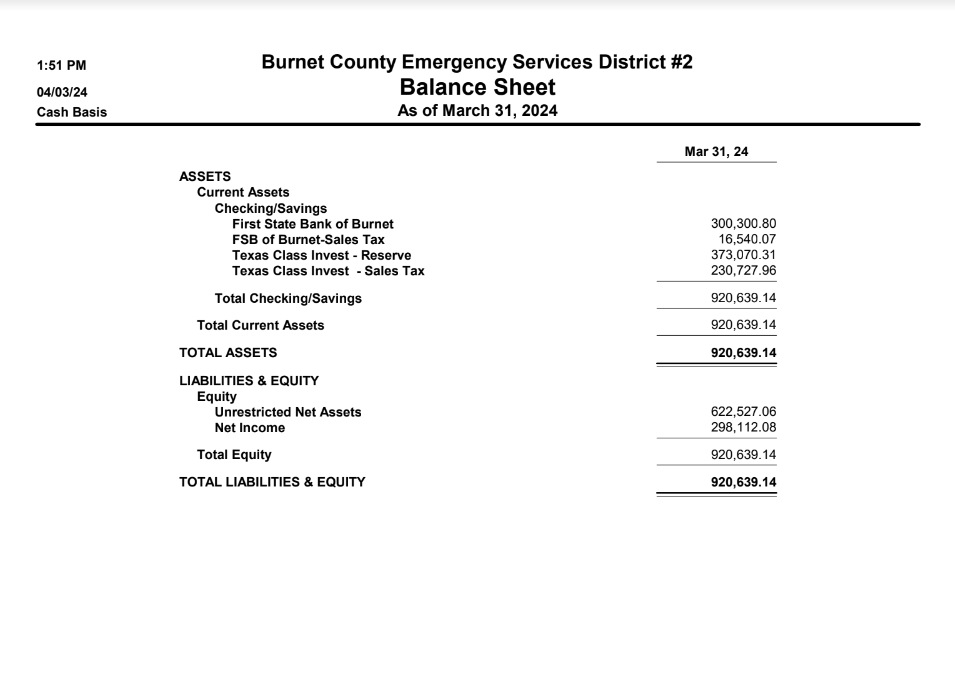 1:51 PM
Burnet County Emergency Services District #2
04/03/24
Balance Sheet
Cash Basis
As of March 31, 2024
Mar 31, 24
ASSETS
Current Assets
Checking/Savings
First State Bank of Burnet 300,300.80
FSB of Burnet-Sales Tax 16,540.07
Texas Class Invest - Reserve 373,070.31
Texas Class Invest - Sales Tax 230,727.96
Total Checking/Savings 920,639.14
Total Current Assets 920,639.14
TOTAL ASSETS 920,639.14
LIABILITIES & EQUITY
Equity
Unrestricted Net Assets 622,527.06
Net Income 298,112.08
Total Equity 920,639.14
TOTAL LIABILITIES & EQUITY 920,639.14